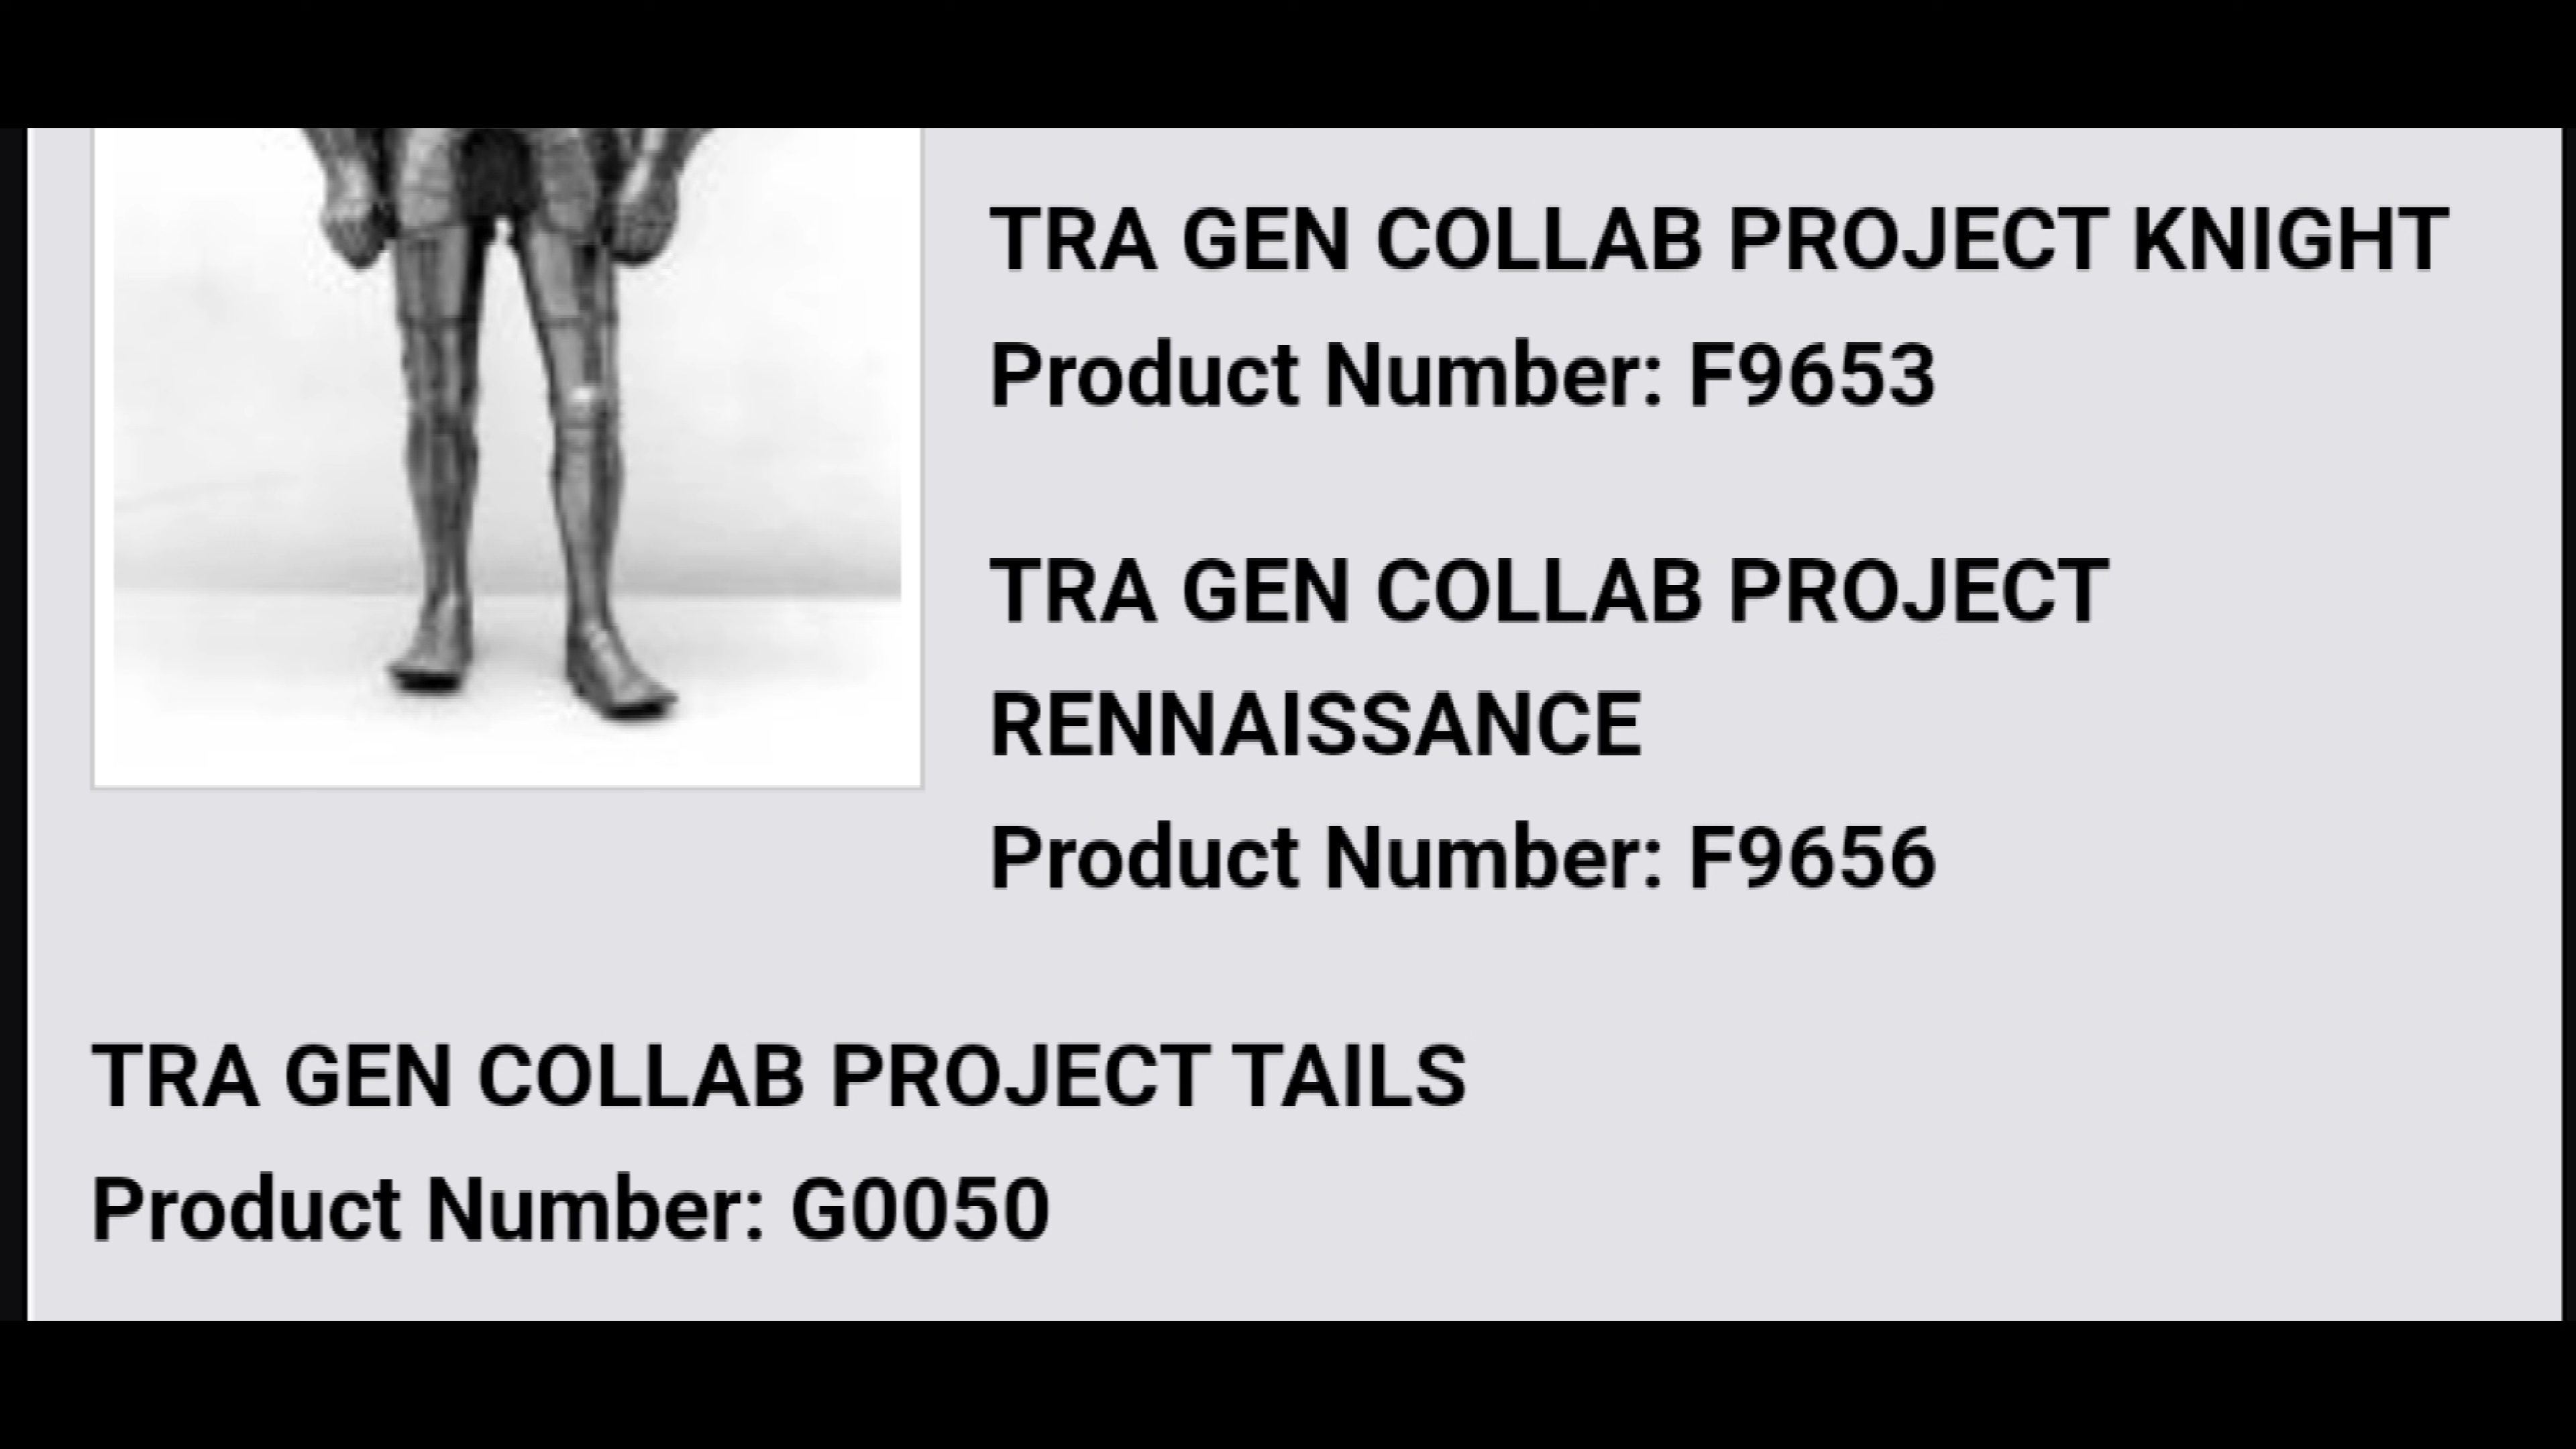 TRA GEN COLLAB PROJECT KNIGHT
Product Number: F9653
TRA GEN COLLAB PROJECT
RENNAISSANCE
Product Number: F9656
TRA GEN COLLAB PROJECT TAILS
Product Number: G0050